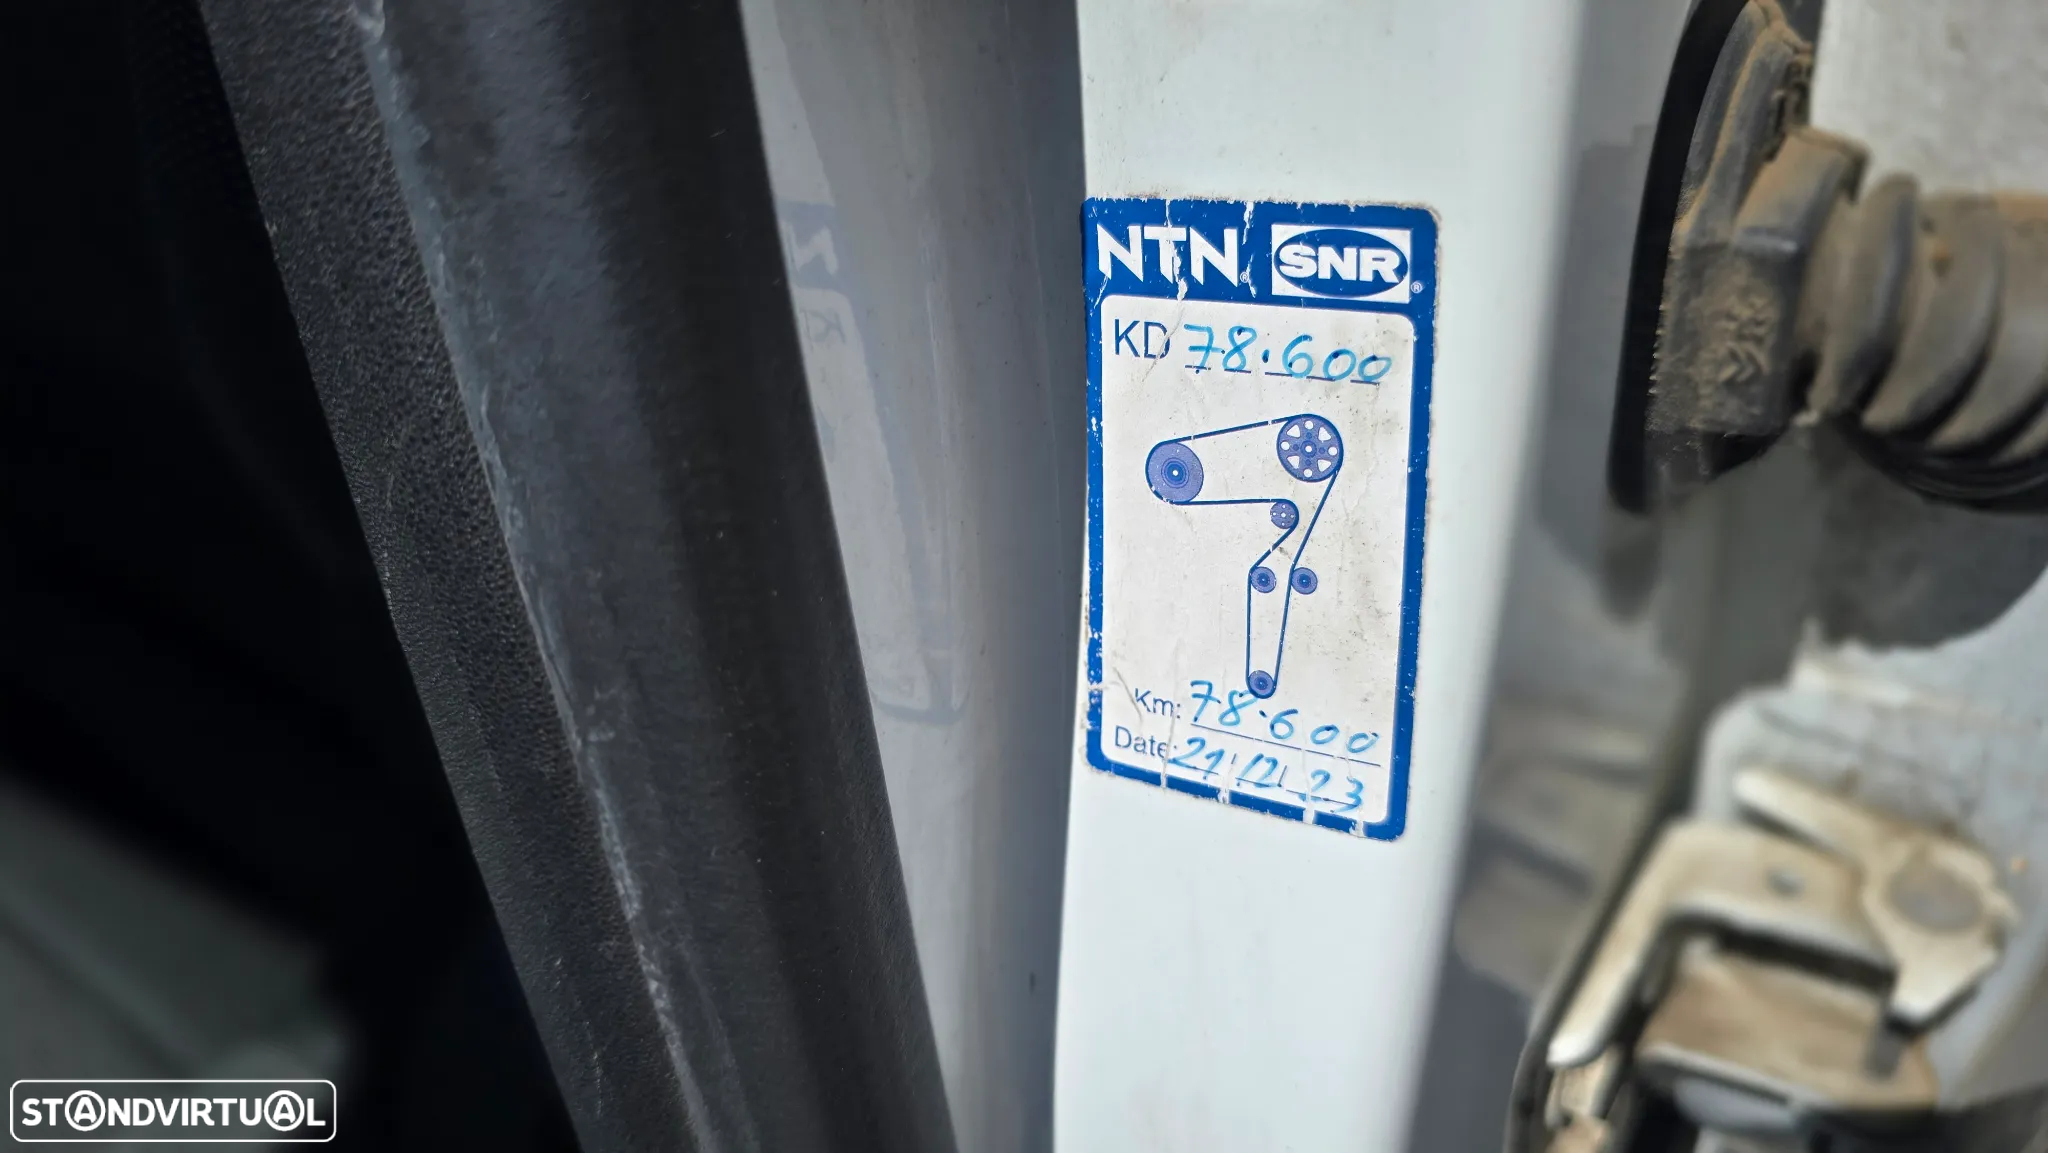 NTN® SNR®
KD 78.600
Km: 78.600
Date: 21.12.23
STANDVIRTUAL